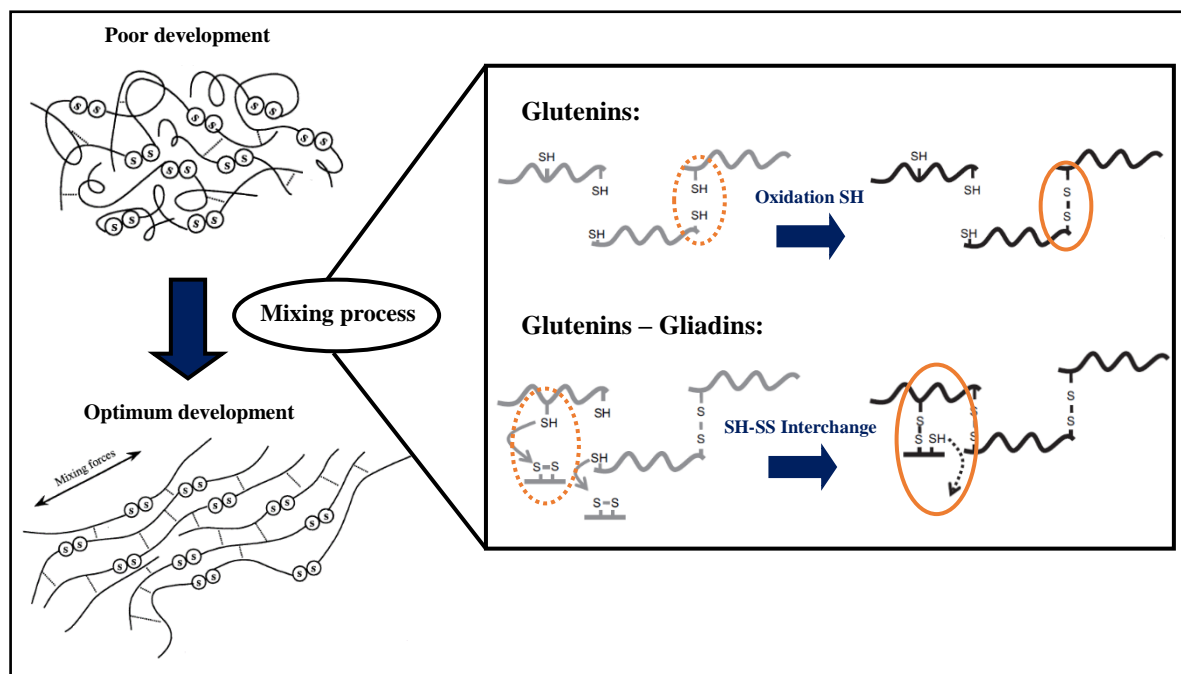 Poor development
S S
S S
S S
S S
S S
S S
S S
S S
Mixing process
Optimum development
Mixing forces
S S
S S
S S
S S
S S
S S
S S
S S
S S
Glutenins:
SH
SH
SH
SH
SH
Oxidation SH
SH
SH
S
S
SH
Glutenins – Gliadins:
SH
SH
S
S
SH
S=S
S-S
SH-SS Interchange
S
S
S SH
S
S
S